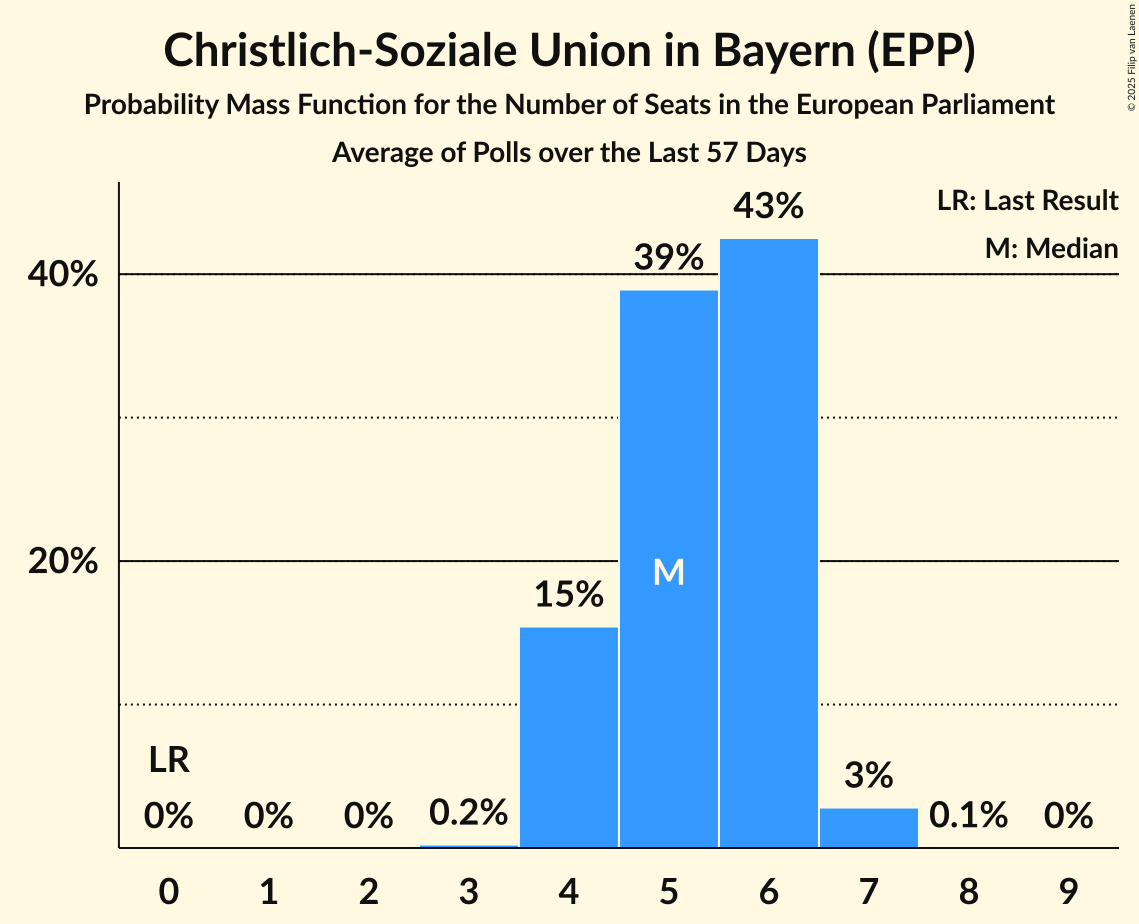 Christlich-Soziale Union in Bayern (EPP)
Probability Mass Function for the Number of Seats in the European Parliament
Average of Polls over the Last 57 Days
© 2025 Filip van Laenen
LR: Last Result
M: Median
43%
39%
40%
M
20%
15%
LR
3%
0% 0% 0% 0.2% 0.1% 0%
0 1 2 3 4 5 6 7 8 9